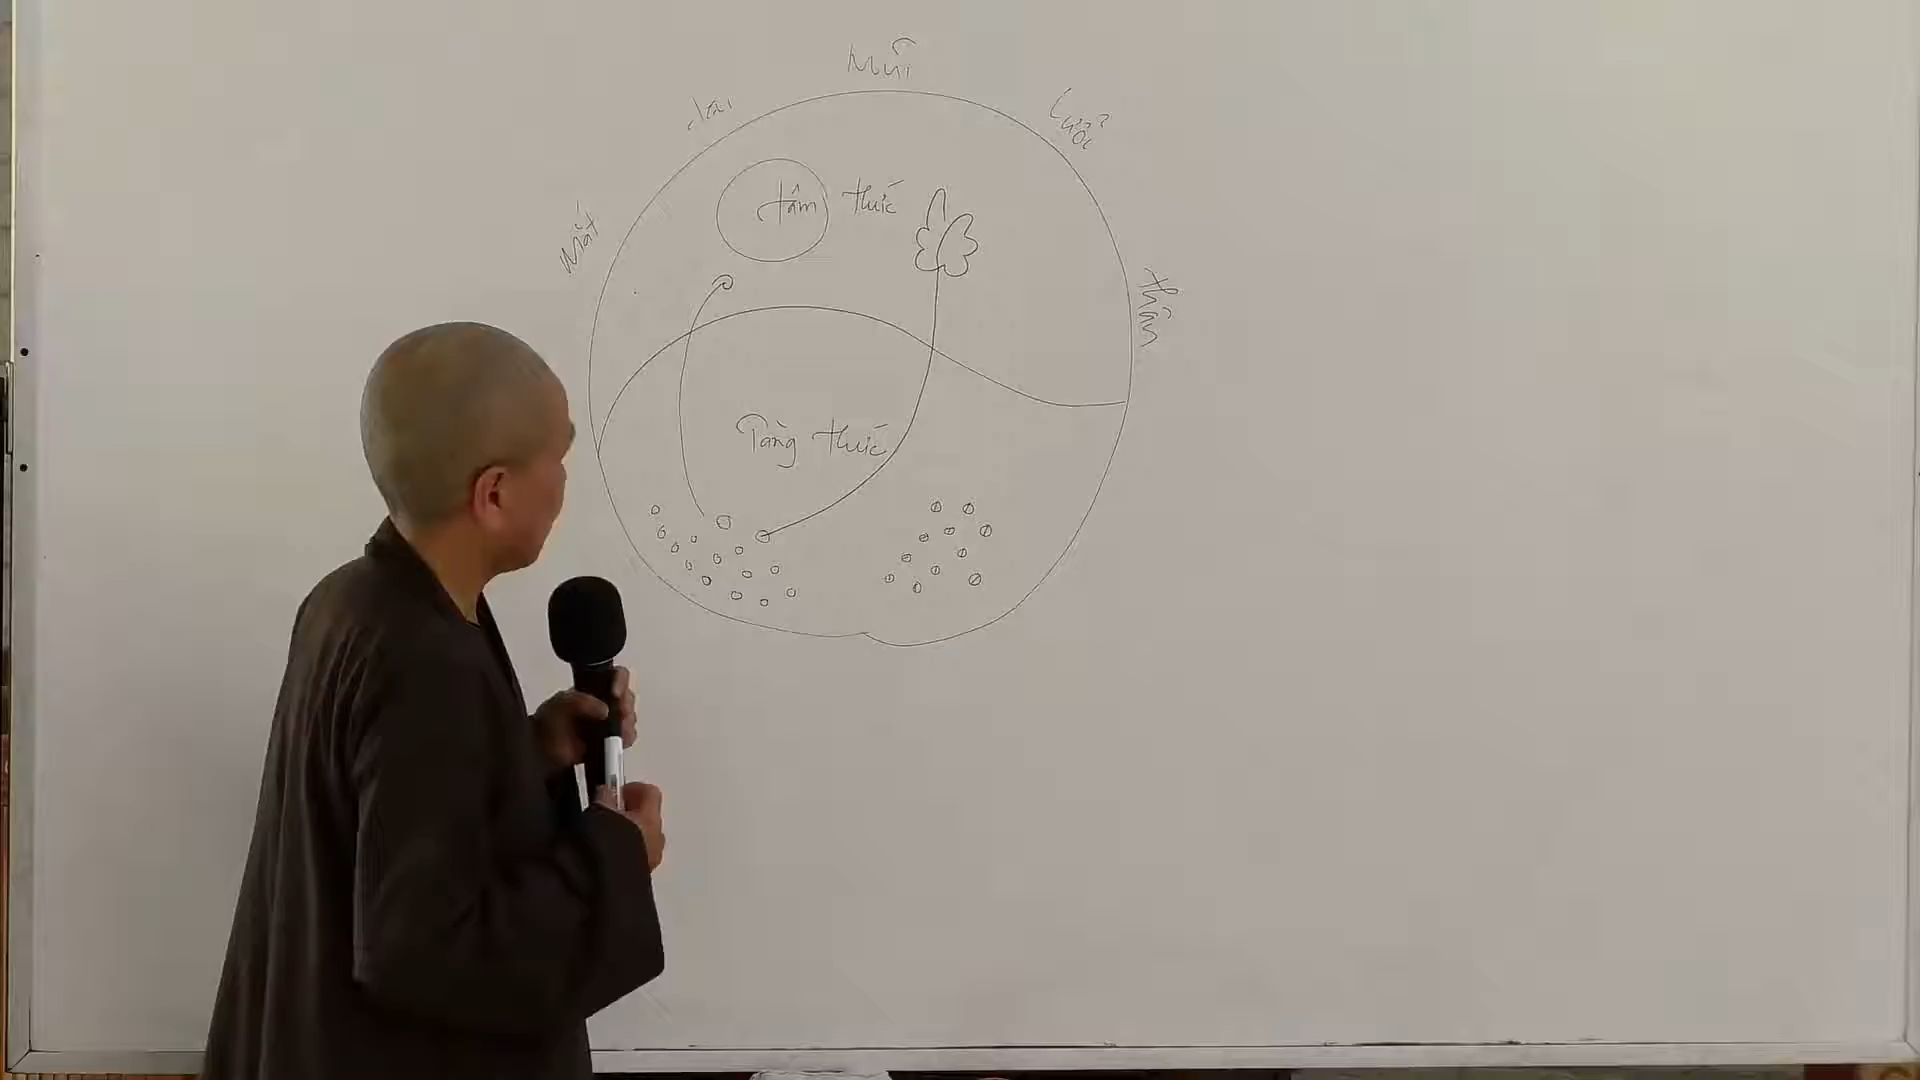 Mũi
Tai
Lưỡi
Mắt
tâm thức
thân
Tàng thức